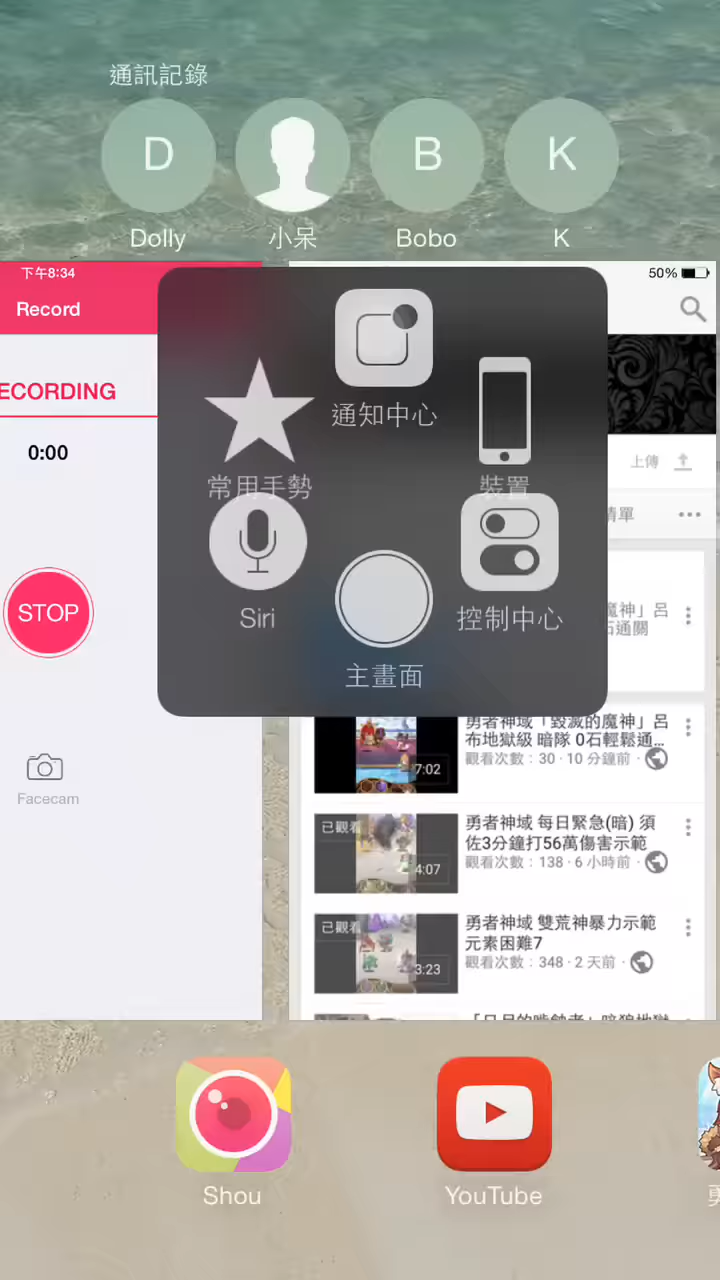 通訊記錄
D
B
K
Dolly
小呆
Bobo
K
下午8:34
50%
Record
ECORDING
0:00
STOP
Facecam
通知中心
常用手勢
裝置
Siri
控制中心
主畫面
上傳
清單
魔神」呂
石通關
勇者神域「毀滅的魔神」呂
布地獄級 暗隊 0石輕鬆通...
觀看次數：30 · 10 分鐘前 ·
7:02
已觀看
勇者神域 每日緊急(暗) 須
佐3分鐘打56萬傷害示範
觀看次數：138 · 6 小時前 ·
4:07
已觀看
勇者神域 雙荒神暴力示範
元素困難7
觀看次數：348 · 2 天前 ·
3:23
Shou
YouTube